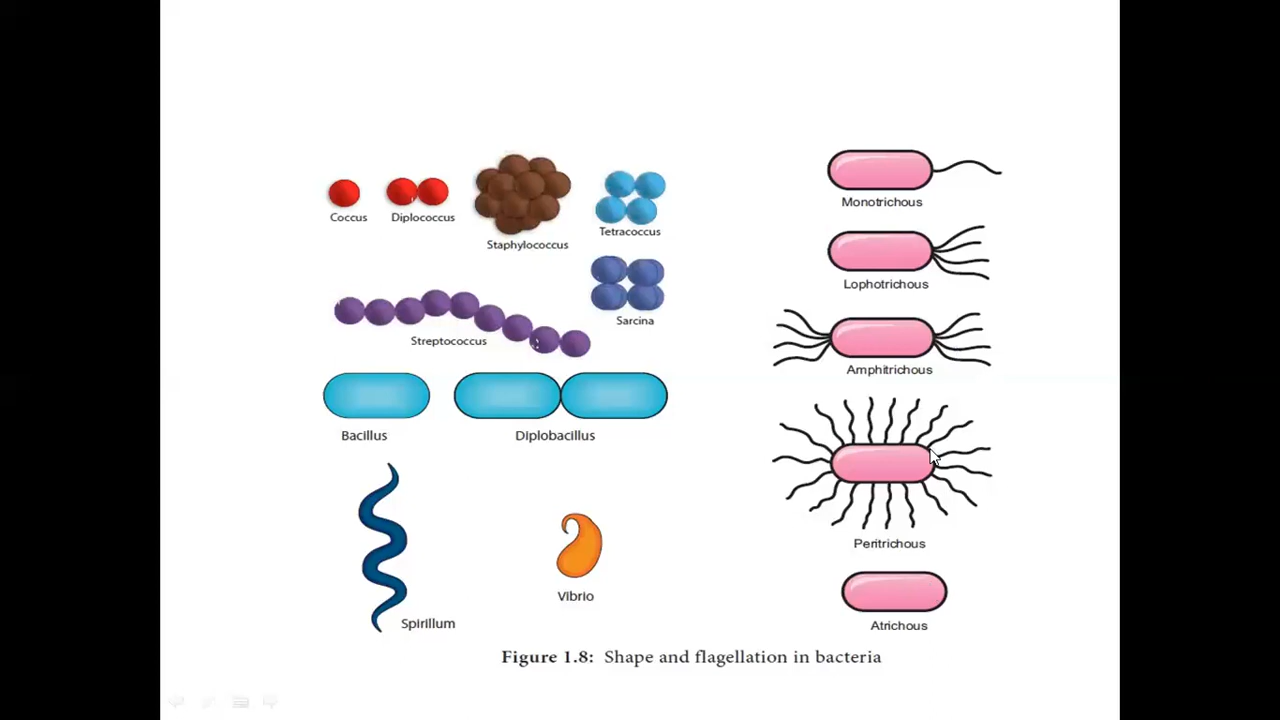 Coccus
Diplococcus
Staphylococcus
Tetracoccus
Sarcina
Streptococcus
Bacillus
Diplobacillus
Spirillum
Vibrio
Monotrichous
Lophotrichous
Amphitrichous
Peritrichous
Atrichous
Figure 1.8: Shape and flagellation in bacteria